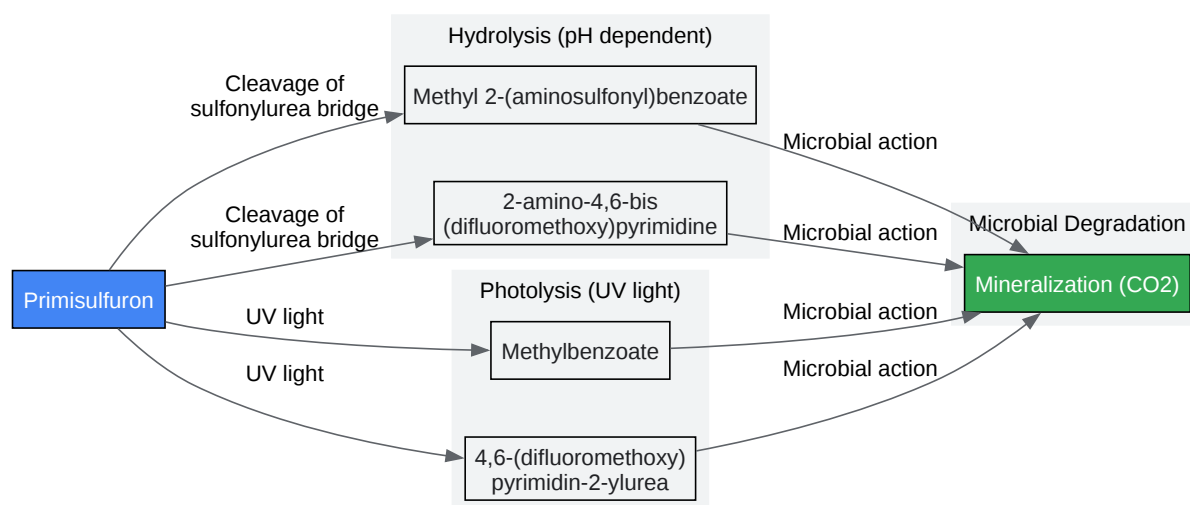 Hydrolysis (pH dependent)
Cleavage of
sulfonylurea bridge
Methyl 2-(aminosulfonyl)benzoate
Microbial action
Cleavage of
sulfonylurea bridge
2-amino-4,6-bis
(difluoromethoxy)pyrimidine
Microbial action
Microbial Degradation
Primisulfuron
Mineralization (CO2)
Photolysis (UV light)
UV light
Methylbenzoate
Microbial action
UV light
Microbial action
4,6-(difluoromethoxy)
pyrimidin-2-ylurea